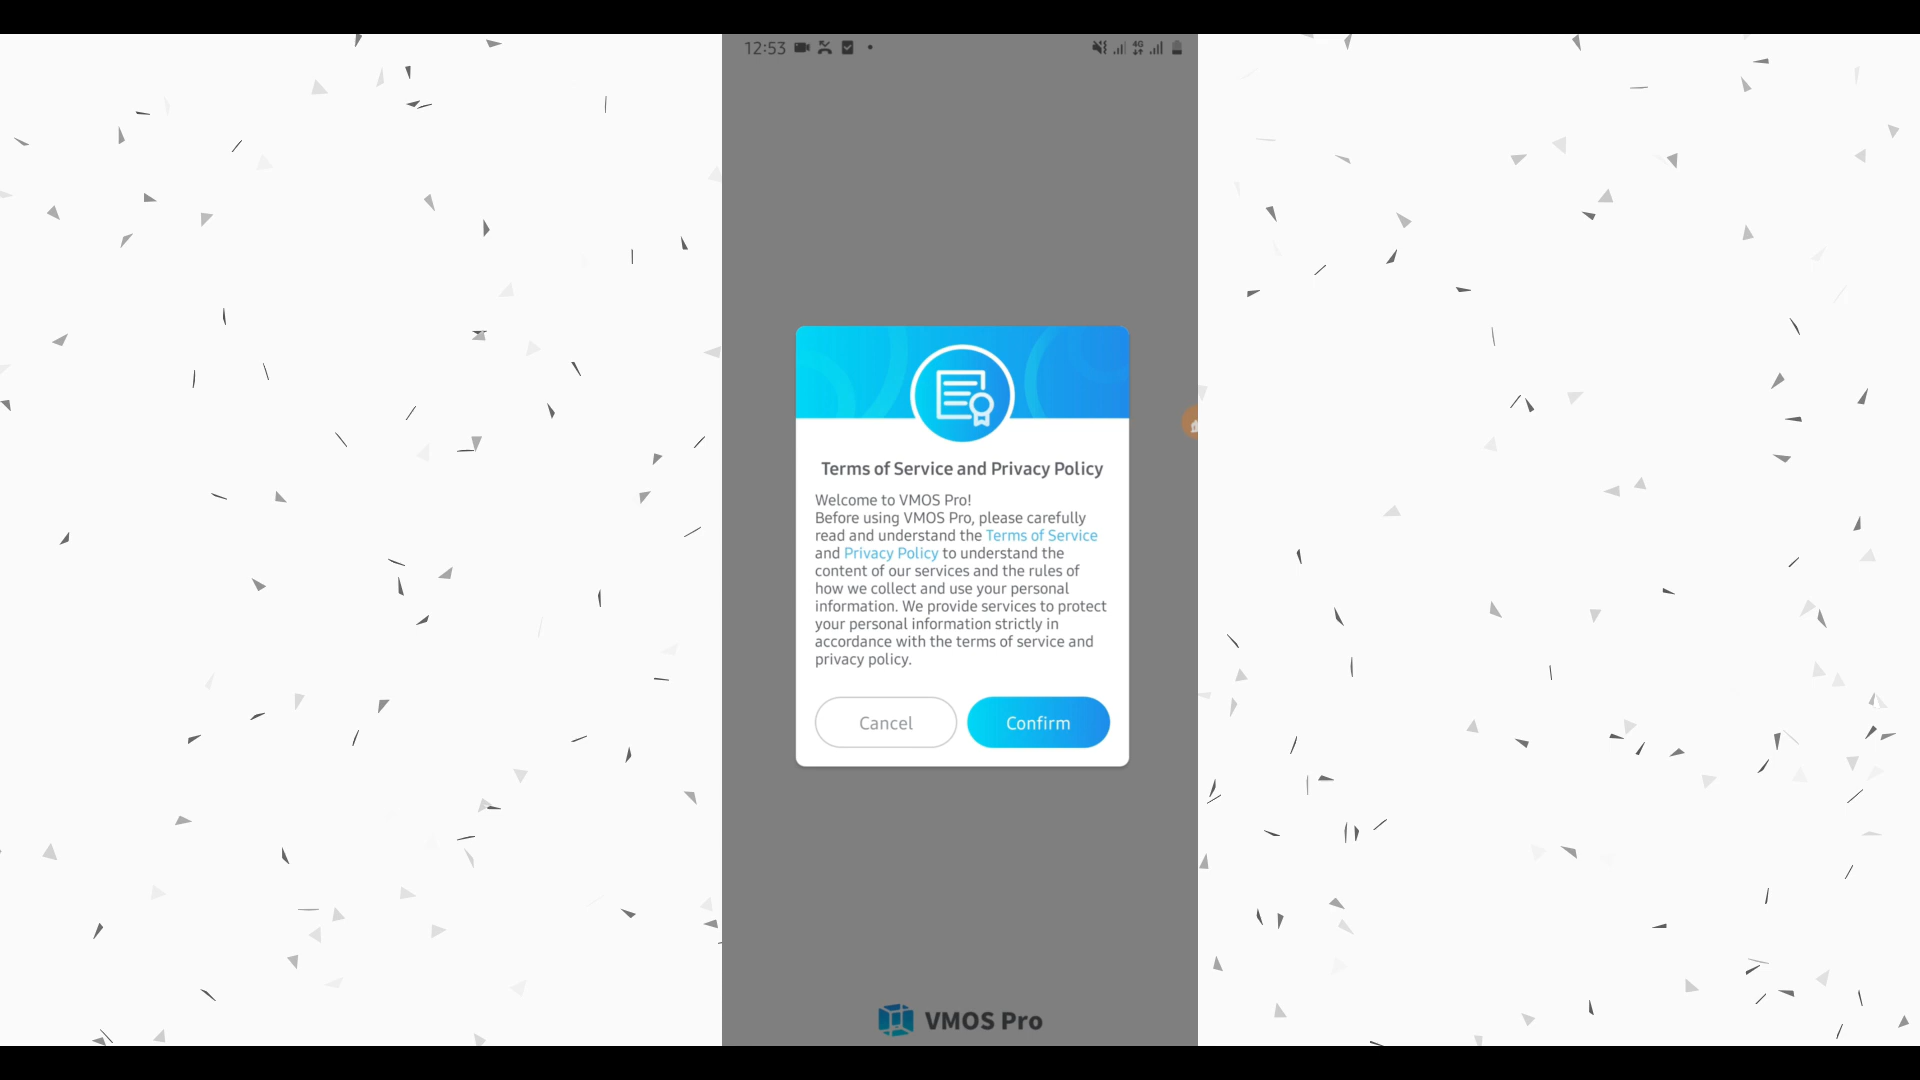 12:53
4G
Terms of Service and Privacy Policy
Welcome to VMOS Pro!
Before using VMOS Pro, please carefully
read and understand the Terms of Service
and Privacy Policy to understand the
content of our services and the rules of
how we collect and use your personal
information. We provide services to protect
your personal information strictly in
accordance with the terms of service and
privacy policy.
Cancel
Confirm
VMOS Pro